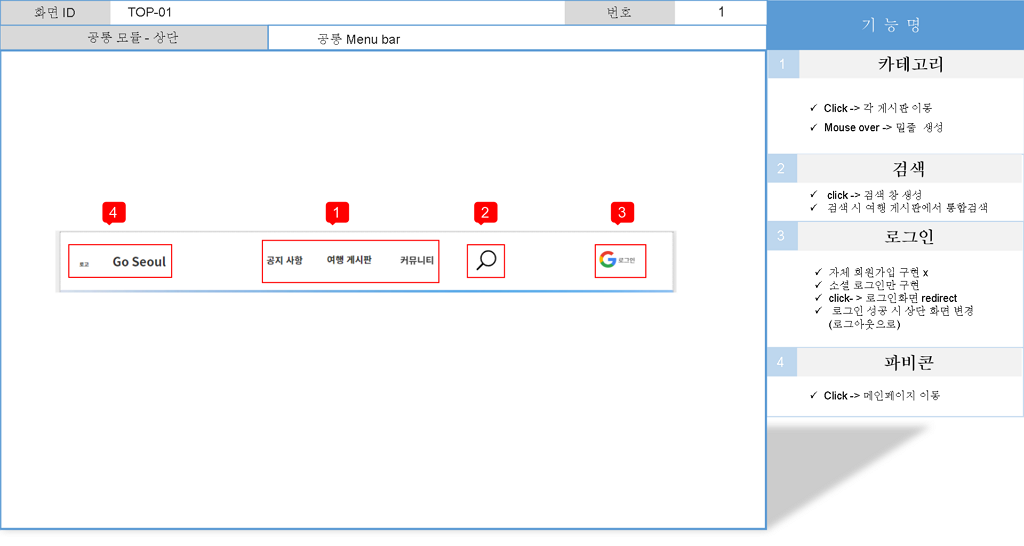 화면 ID
TOP-01
번호
1
공통 모듈 - 상단
공통 Menu bar
기 능 명
1
카테고리
✓ Click -> 각 게시판 이동
✓ Mouse over -> 밑줄 생성
2
검색
✓ click -> 검색 창 생성
✓ 검색 시 여행 게시판에서 통합검색
3
로그인
✓ 자체 회원가입 구현 x
✓ 소셜 로그인만 구현
✓ click- > 로그인화면 redirect
✓ 로그인 성공 시 상단 화면 변경
(로그아웃으로)
4
파비콘
✓ Click -> 메인페이지 이동
4
1
2
3
로고
Go Seoul
공지 사항
여행 게시판
커뮤니티
로그인